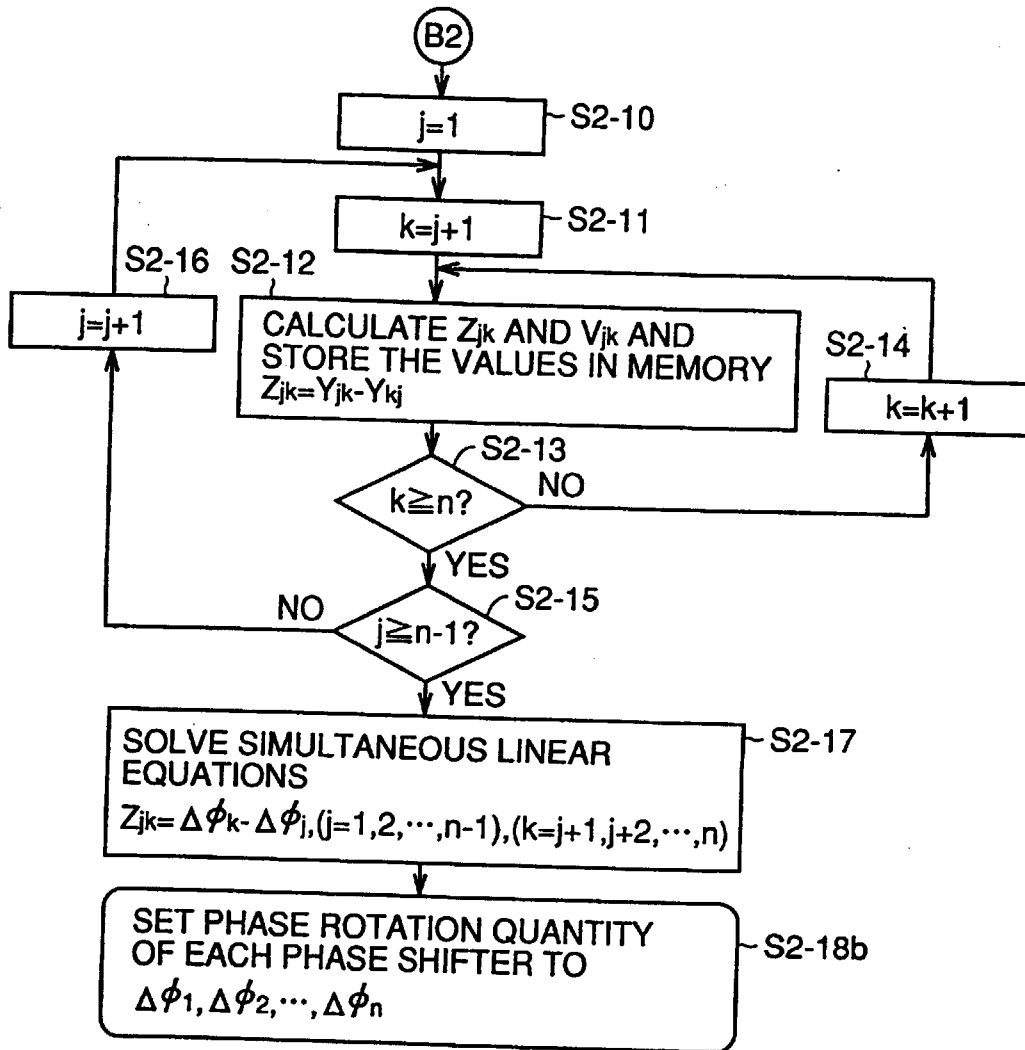 B2
j=1
S2-10
k=j+1
S2-11
S2-16
S2-12
j=j+1
CALCULATE Zjk AND Vjk AND
STORE THE VALUES IN MEMORY
Zjk=Yjk-Ykj
S2-14
k=k+1
S2-13
k≧n?
NO
YES
S2-15
NO
j≧n-1?
YES
SOLVE SIMULTANEOUS LINEAR
EQUATIONS
Zjk=Δϕk-Δϕj,(j=1,2,⋯,n-1),(k=j+1,j+2,⋯,n)
S2-17
SET PHASE ROTATION QUANTITY
OF EACH PHASE SHIFTER TO
Δϕ1,Δϕ2,⋯,Δϕn
S2-18b